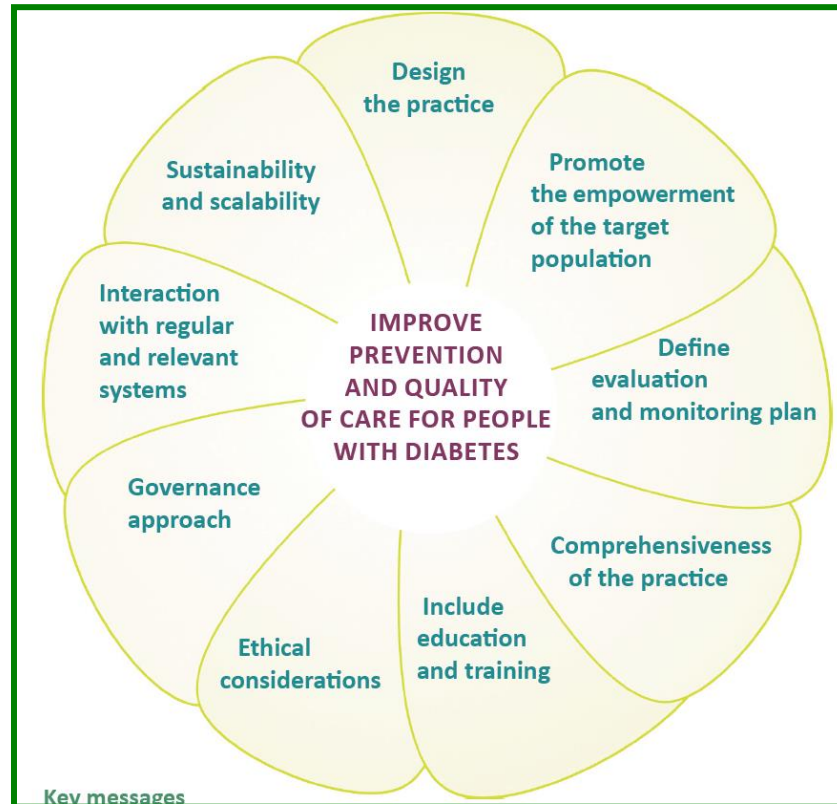 Design
the practice
Promote
the empowerment
of the target
population
Define
evaluation
and monitoring plan
Comprehensiveness
of the practice
Include
education
and training
Ethical
considerations
Governance
approach
Interaction
with regular
and relevant
systems
Sustainability
and scalability
IMPROVE
PREVENTION
AND QUALITY
OF CARE FOR PEOPLE
WITH DIABETES
Key messages